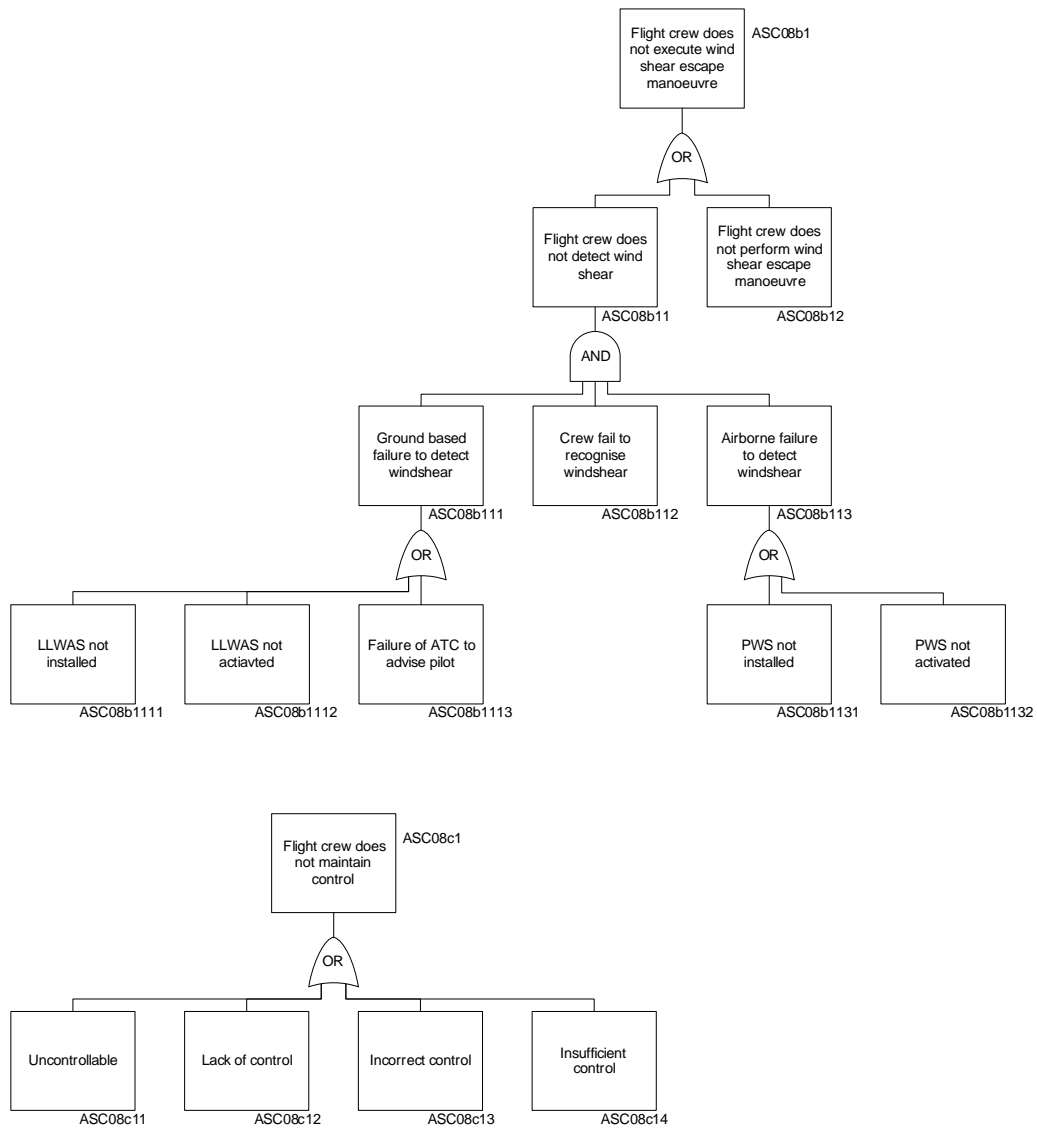 Flight crew does
not execute wind
shear escape
manoeuvre
ASC08b1
OR
Flight crew does
not detect wind
shear
ASC08b11
Flight crew does
not perform wind
shear escape
manoeuvre
ASC08b12
AND
Ground based
failure to detect
windshear
ASC08b111
Crew fail to
recognise
windshear
ASC08b112
Airborne failure
to detect
windshear
ASC08b113
OR
OR
LLWAS not
installed
ASC08b1111
LLWAS not
actiavted
ASC08b1112
Failure of ATC to
advise pilot
ASC08b1113
PWS not
installed
ASC08b1131
PWS not
activated
ASC08b1132
Flight crew does
not maintain
control
ASC08c1
OR
Uncontrollable
ASC08c11
Lack of control
ASC08c12
Incorrect control
ASC08c13
Insufficient
control
ASC08c14